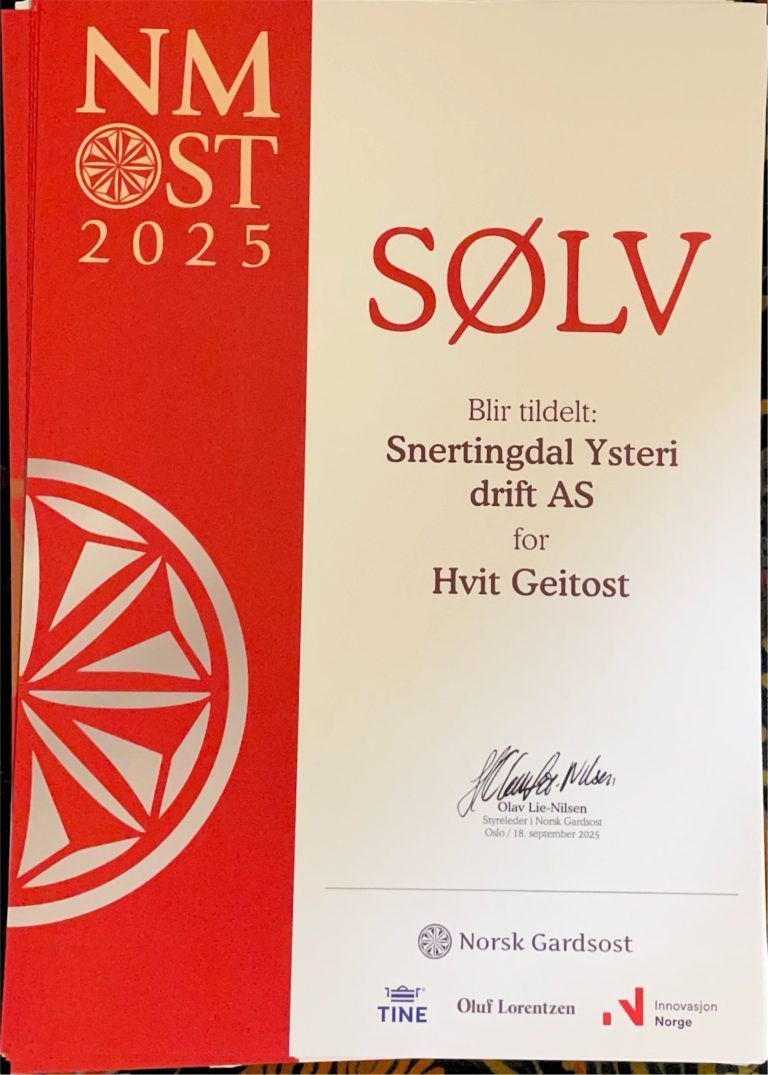 NM
OST
2025
SØLV
Blir tildelt:
Snertingdal Ysteri
drift AS
for
Hvit Geitost
Olav Lie-Nilsen
Styreleder i Norsk Gardsost
Oslo / 18. september 2025
Norsk Gardsost
TINE®
Oluf Lorentzen
Innovasjon
Norge